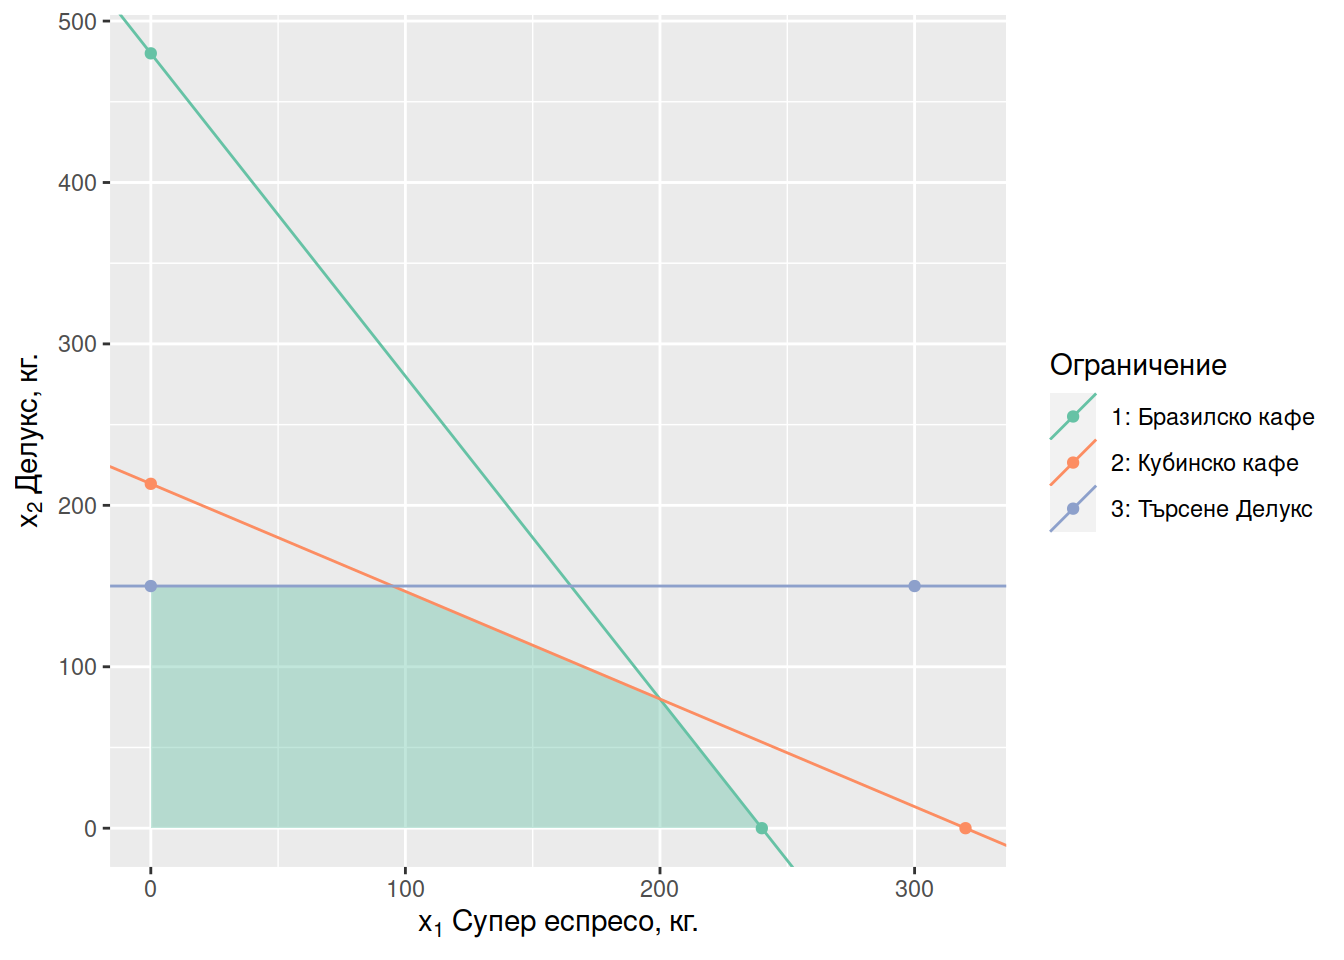 500
400
300
200
100
0
0 100 200 300
x₂ Делукс, кг.
x₁ Супер еспресо, кг.
Ограничение
1: Бразилско кафе
2: Кубинско кафе
3: Търсене Делукс